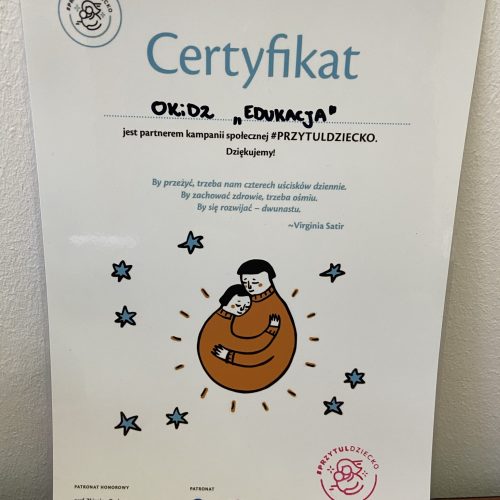 #PRZYTULDZIECKO
Certyfikat
OKiDZ „EDUKACJA"
jest partnerem kampanii społecznej #PRZYTULDZIECKO.
Dziękujemy!
By przeżyć, trzeba nam czterech uścisków dziennie.
By zachować zdrowie, trzeba ośmiu.
By się rozwijać – dwunastu.
~Virginia Satir
#PRZYTULDZIECKO
PATRONAT HONOROWY
PATRONAT